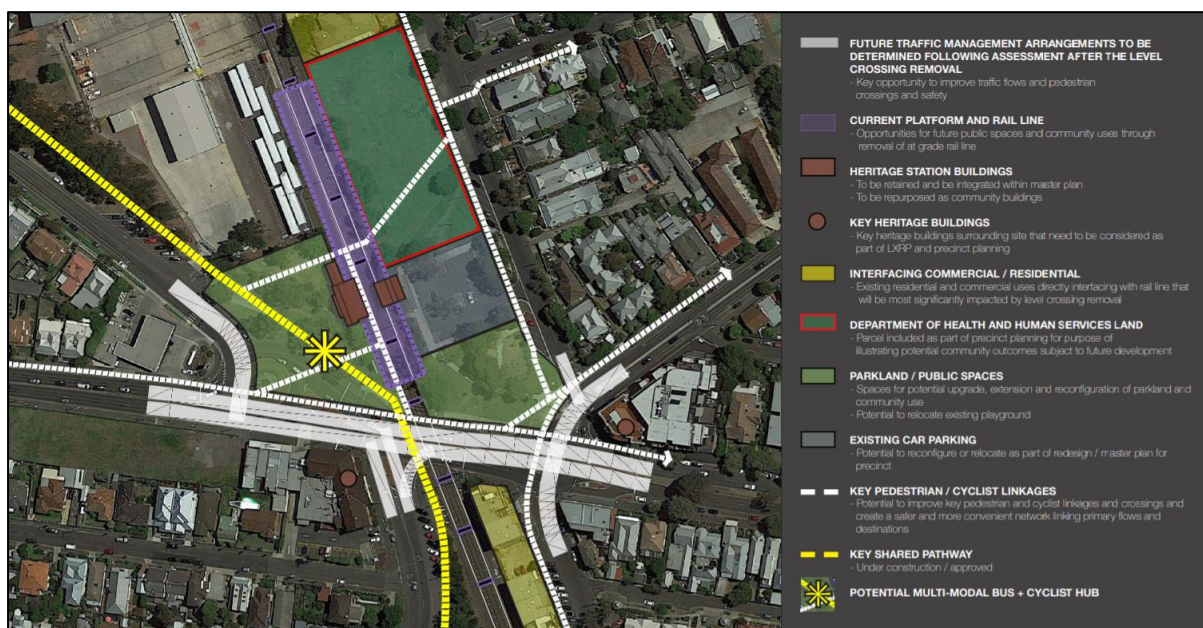 FUTURE TRAFFIC MANAGEMENT ARRANGEMENTS TO BE
DETERMINED FOLLOWING ASSESSMENT AFTER THE LEVEL
CROSSING REMOVAL
- Key opportunity to improve traffic flows and pedestrian
crossings and safety
CURRENT PLATFORM AND RAIL LINE
- Opportunities for future public spaces and community uses through
removal of at grade rail line
HERITAGE STATION BUILDINGS
- To be retained and be integrated within master plan
- To be repurposed as community buildings
KEY HERITAGE BUILDINGS
- Key heritage buildings surrounding site that need to be considered as
part of LXRP and precinct planning
INTERFACING COMMERCIAL / RESIDENTIAL
- Existing residential and commercial uses directly interfacing with rail line that
will be most significantly impacted by level crossing removal
DEPARTMENT OF HEALTH AND HUMAN SERVICES LAND
- Parcel included as part of precinct planning for purpose of
illustrating potential community outcomes subject to future development
PARKLAND / PUBLIC SPACES
- Spaces for potential upgrade, extension and reconfiguration of parkland and
community use
- Potential to relocate existing playground
EXISTING CAR PARKING
- Potential to reconfigure or relocate as part of redesign / master plan for
precinct
KEY PEDESTRIAN / CYCLIST LINKAGES
- Potential to improve key pedestrian and cyclist linkages and crossings and
create a safer and more convenient network linking primary flows and
destinations
KEY SHARED PATHWAY
- Under construction / approved
POTENTIAL MULTI-MODAL BUS + CYCLIST HUB